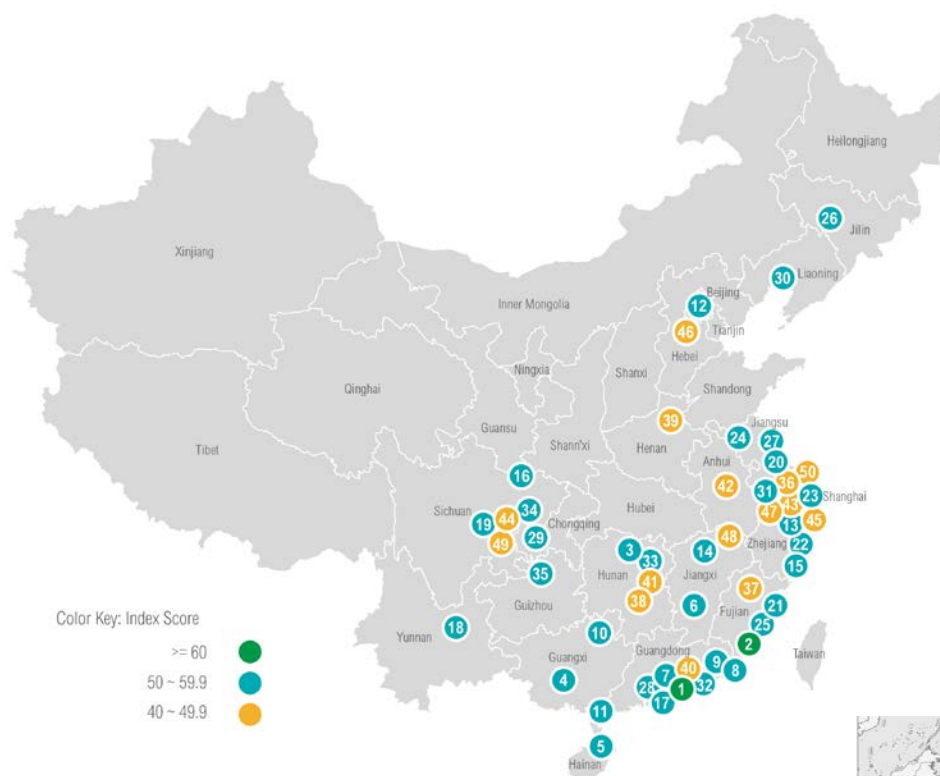 Heilongjiang
26
Jilin
Xinjiang
30
Liaoning
Inner Mongolia
12
Beijing
46
Tianjin
Hebei
Ningxia
Shanxi
Shandong
Qinghai
39
Jiangsu
Guansu
24
27
Tibet
Shann'xi
Henan
20
Anhui
16
42
36
50
31
23
Shanghai
Sichuan
34
43
44
Hubei
47
19
Chongqing
13
45
29
48
49
Zhejiang
22
3
14
33
15
35
Hunan
41
Jiangxi
37
38
6
Guizhou
21
Fujian
Color Key: Index Score
18
25
Yunnan
10
2
>= 60
Guangdong
Taiwan
Guangxi
40
9
50 ~ 59.9
4
7
8
28
1
32
40 ~ 49.9
17
11
5
Hainan